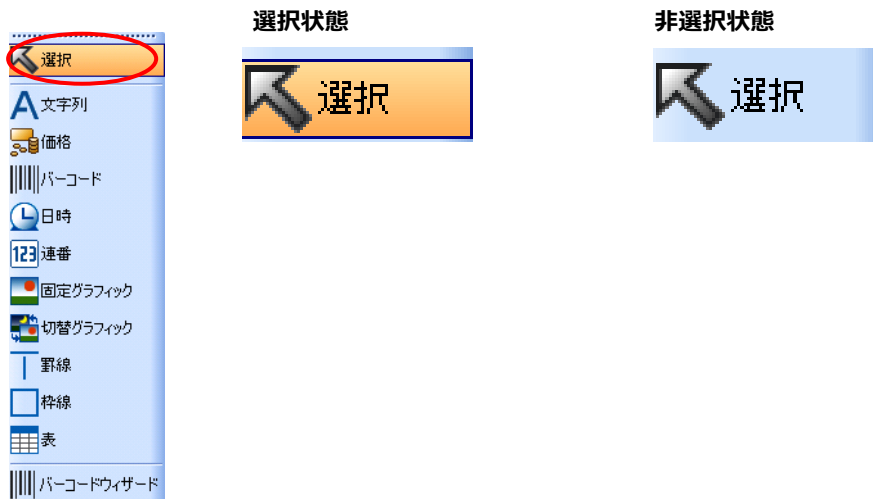 選択状態
非選択状態
選択
選択
選択
文字列
価格
バーコード
日時
123 連番
固定グラフィック
切替グラフィック
罫線
枠線
表
バーコードウィザード